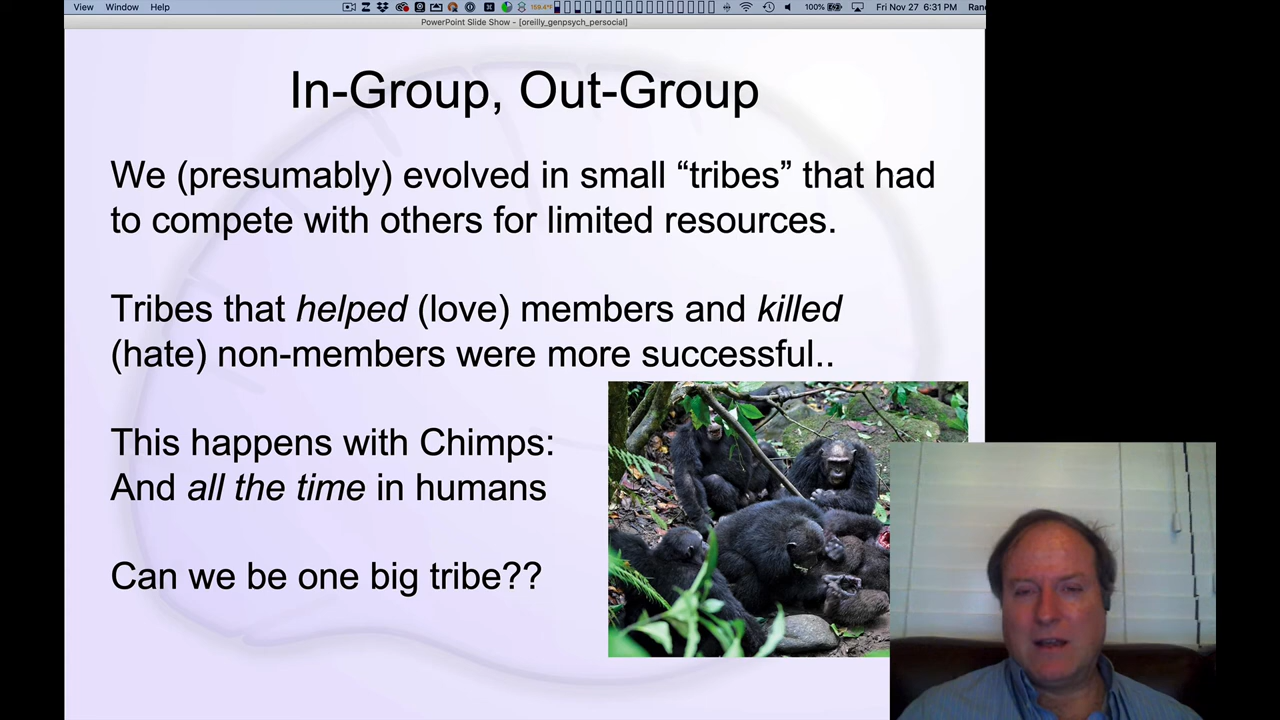 View Window Help 159.4°F 100% Fri Nov 27 6:31 PM Ran
PowerPoint Slide Show - [oreilly_genpsych_persocial]
In-Group, Out-Group
We (presumably) evolved in small “tribes” that had
to compete with others for limited resources.
Tribes that helped (love) members and killed
(hate) non-members were more successful..
This happens with Chimps:
And all the time in humans
Can we be one big tribe??